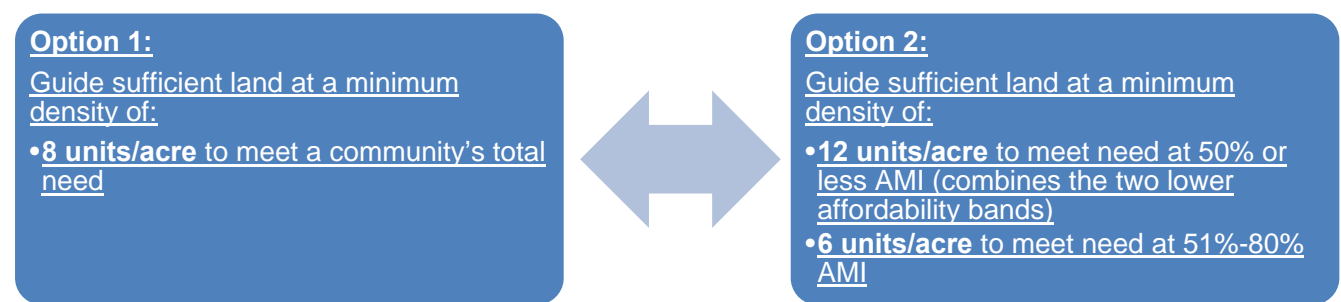 Option 1:
Guide sufficient land at a minimum
density of:
•8 units/acre to meet a community's total
need
Option 2:
Guide sufficient land at a minimum
density of:
•12 units/acre to meet need at 50% or
less AMI (combines the two lower
affordability bands)
•6 units/acre to meet need at 51%-80%
AMI